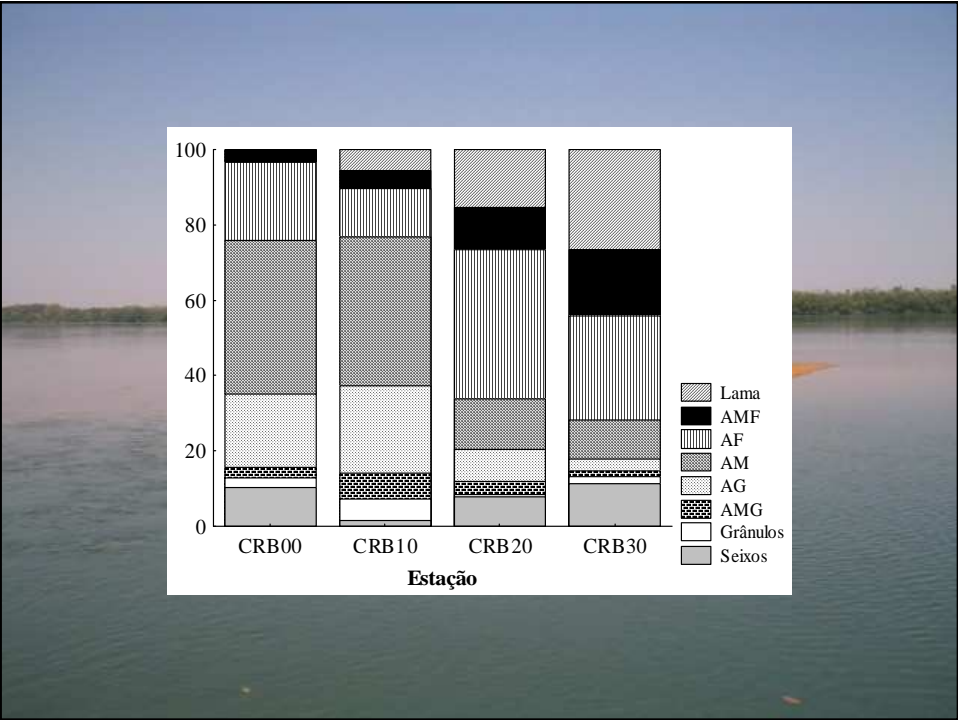 100
80
60
40
20
0
CRB00 CRB10 CRB20 CRB30
Estação
Lama
AMF
AF
AM
AG
AMG
Grânulos
Seixos